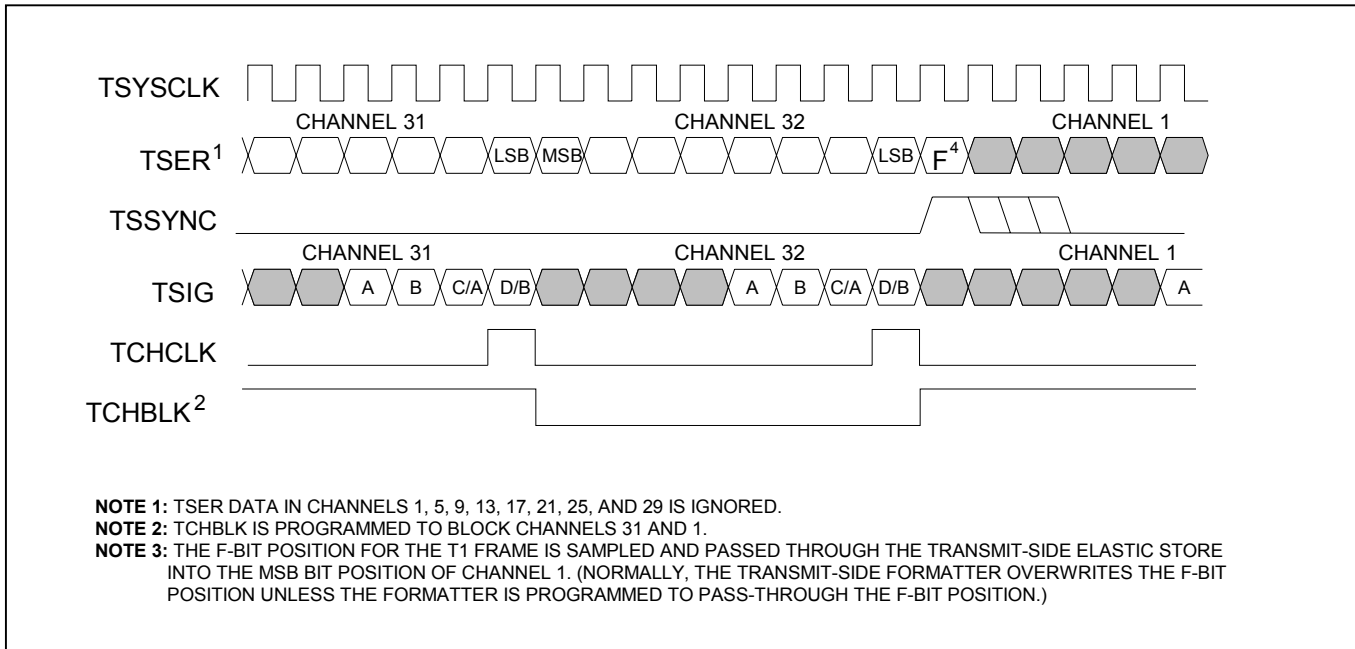 TSYSCLK
CHANNEL 31 CHANNEL 32 CHANNEL 1
TSER1 LSB MSB LSB F4
TSSYNC
CHANNEL 31 CHANNEL 32 CHANNEL 1
TSIG A B C/A D/B A B C/A D/B A
TCHCLK
TCHBLK2
NOTE 1: TSER DATA IN CHANNELS 1, 5, 9, 13, 17, 21, 25, AND 29 IS IGNORED.
NOTE 2: TCHBLK IS PROGRAMMED TO BLOCK CHANNELS 31 AND 1.
NOTE 3: THE F-BIT POSITION FOR THE T1 FRAME IS SAMPLED AND PASSED THROUGH THE TRANSMIT-SIDE ELASTIC STORE
INTO THE MSB BIT POSITION OF CHANNEL 1. (NORMALLY, THE TRANSMIT-SIDE FORMATTER OVERWRITES THE F-BIT
POSITION UNLESS THE FORMATTER IS PROGRAMMED TO PASS-THROUGH THE F-BIT POSITION.)